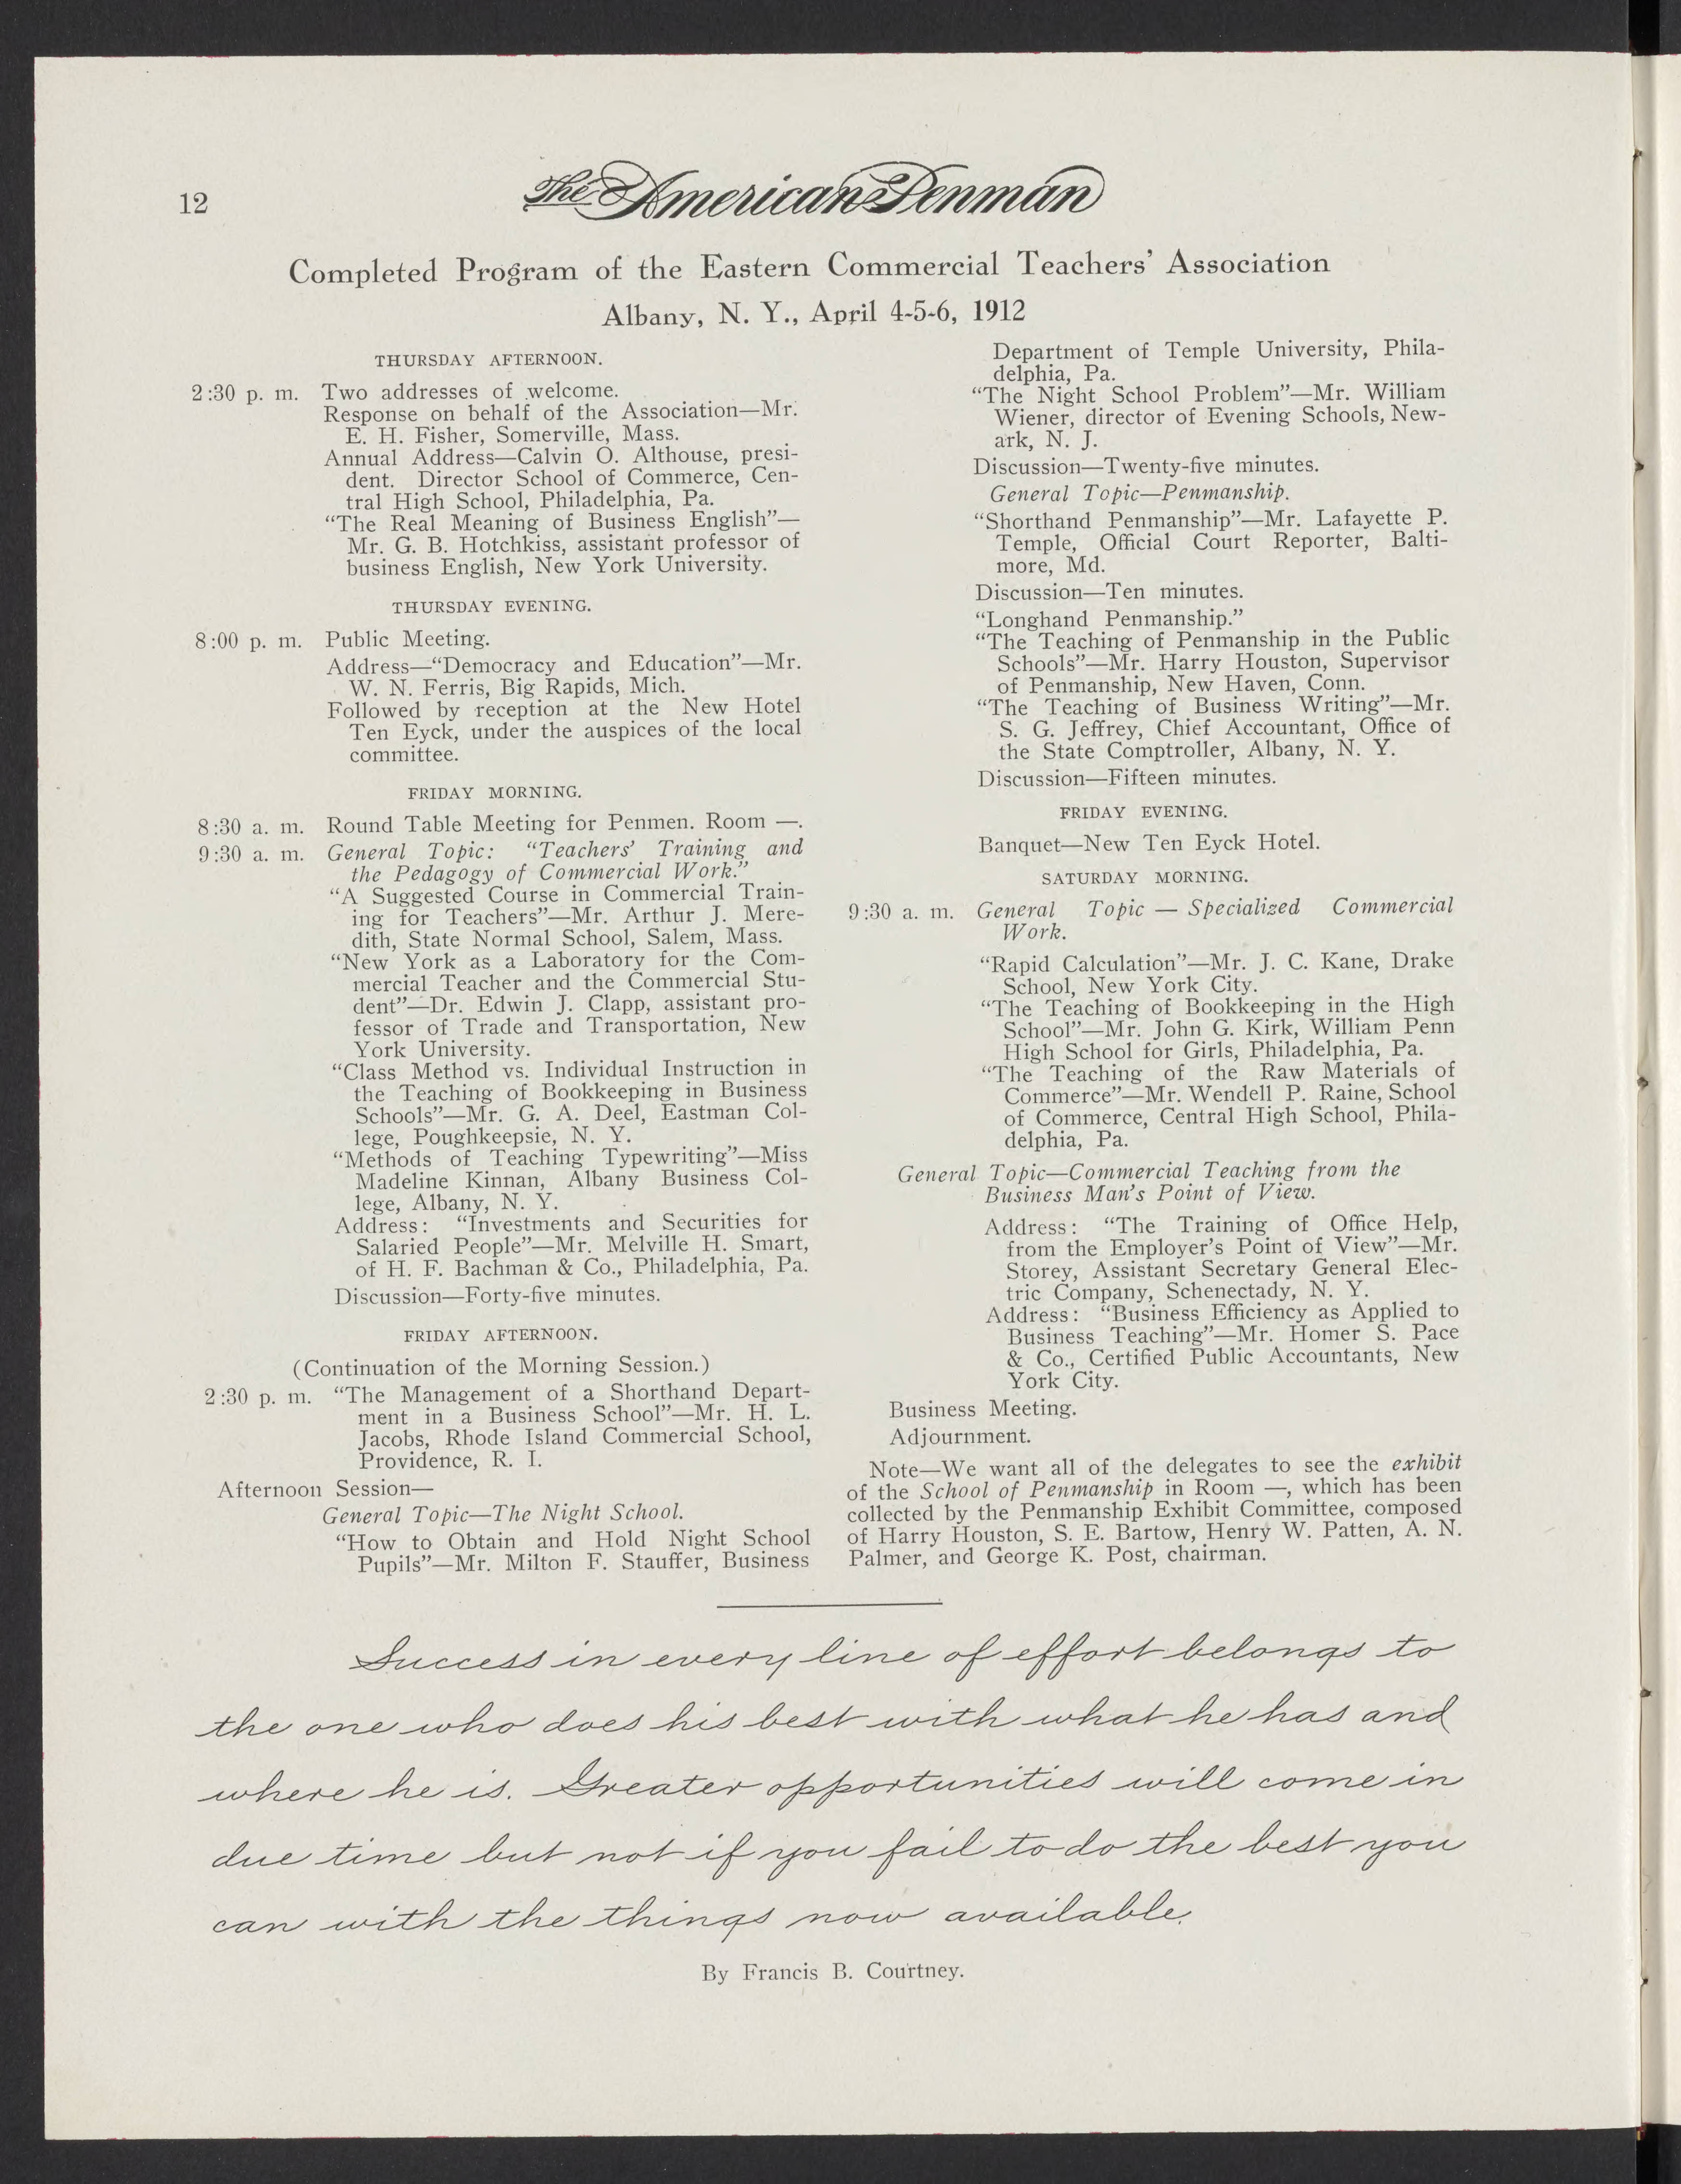 12
The American Penman
Completed Program of the Eastern Commercial Teachers' Association
Albany, N. Y., April 4-5-6, 1912
THURSDAY AFTERNOON.
2:30 p. m. Two addresses of welcome.
Response on behalf of the Association—Mr.
E. H. Fisher, Somerville, Mass.
Annual Address—Calvin O. Althouse, presi-
dent. Director School of Commerce, Cen-
tral High School, Philadelphia, Pa.
“The Real Meaning of Business English”—
Mr. G. B. Hotchkiss, assistant professor of
business English, New York University.
THURSDAY EVENING.
8:00 p. m. Public Meeting.
Address—“Democracy and Education”—Mr.
W. N. Ferris, Big Rapids, Mich.
Followed by reception at the New Hotel
Ten Eyck, under the auspices of the local
committee.
FRIDAY MORNING.
8:30 a. m. Round Table Meeting for Penmen. Room —.
9:30 a. m. General Topic: “Teachers' Training and
the Pedagogy of Commercial Work.”
“A Suggested Course in Commercial Train-
ing for Teachers”—Mr. Arthur J. Mere-
dith, State Normal School, Salem, Mass.
“New York as a Laboratory for the Com-
mercial Teacher and the Commercial Stu-
dent”—Dr. Edwin J. Clapp, assistant pro-
fessor of Trade and Transportation, New
York University.
“Class Method vs. Individual Instruction in
the Teaching of Bookkeeping in Business
Schools”—Mr. G. A. Deel, Eastman Col-
lege, Poughkeepsie, N. Y.
“Methods of Teaching Typewriting”—Miss
Madeline Kinnan, Albany Business Col-
lege, Albany, N. Y.
Address: “Investments and Securities for
Salaried People”—Mr. Melville H. Smart,
of H. F. Bachman & Co., Philadelphia, Pa.
Discussion—Forty-five minutes.
FRIDAY AFTERNOON.
(Continuation of the Morning Session.)
2:30 p. m. “The Management of a Shorthand Depart-
ment in a Business School”—Mr. H. L.
Jacobs, Rhode Island Commercial School,
Providence, R. I.
Afternoon Session—
General Topic—The Night School.
“How to Obtain and Hold Night School
Pupils”—Mr. Milton F. Stauffer, Business
Department of Temple University, Phila-
delphia, Pa.
“The Night School Problem”—Mr. William
Wiener, director of Evening Schools, New-
ark, N. J.
Discussion—Twenty-five minutes.
General Topic—Penmanship.
“Shorthand Penmanship”—Mr. Lafayette P.
Temple, Official Court Reporter, Balti-
more, Md.
Discussion—Ten minutes.
“Longhand Penmanship.”
“The Teaching of Penmanship in the Public
Schools”—Mr. Harry Houston, Supervisor
of Penmanship, New Haven, Conn.
“The Teaching of Business Writing”—Mr.
S. G. Jeffrey, Chief Accountant, Office of
the State Comptroller, Albany, N. Y.
Discussion—Fifteen minutes.
FRIDAY EVENING.
Banquet—New Ten Eyck Hotel.
SATURDAY MORNING.
9:30 a. m. General Topic — Specialized Commercial
Work.
“Rapid Calculation”—Mr. J. C. Kane, Drake
School, New York City.
“The Teaching of Bookkeeping in the High
School”—Mr. John G. Kirk, William Penn
High School for Girls, Philadelphia, Pa.
“The Teaching of the Raw Materials of
Commerce”—Mr. Wendell P. Raine, School
of Commerce, Central High School, Phila-
delphia, Pa.
General Topic—Commercial Teaching from the
Business Man's Point of View.
Address: “The Training of Office Help,
from the Employer's Point of View”—Mr.
Storey, Assistant Secretary General Elec-
tric Company, Schenectady, N. Y.
Address: “Business Efficiency as Applied to
Business Teaching”—Mr. Homer S. Pace
& Co., Certified Public Accountants, New
York City.
Business Meeting.
Adjournment.
Note—We want all of the delegates to see the exhibit
of the School of Penmanship in Room —, which has been
collected by the Penmanship Exhibit Committee, composed
of Harry Houston, S. E. Bartow, Henry W. Patten, A. N.
Palmer, and George K. Post, chairman.
Success in every line of effort belongs to
the one who does his best with what he has and
where he is. Greater opportunities will come in
due time but not if you fail to do the best you
can with the things now available.
By Francis B. Courtney.